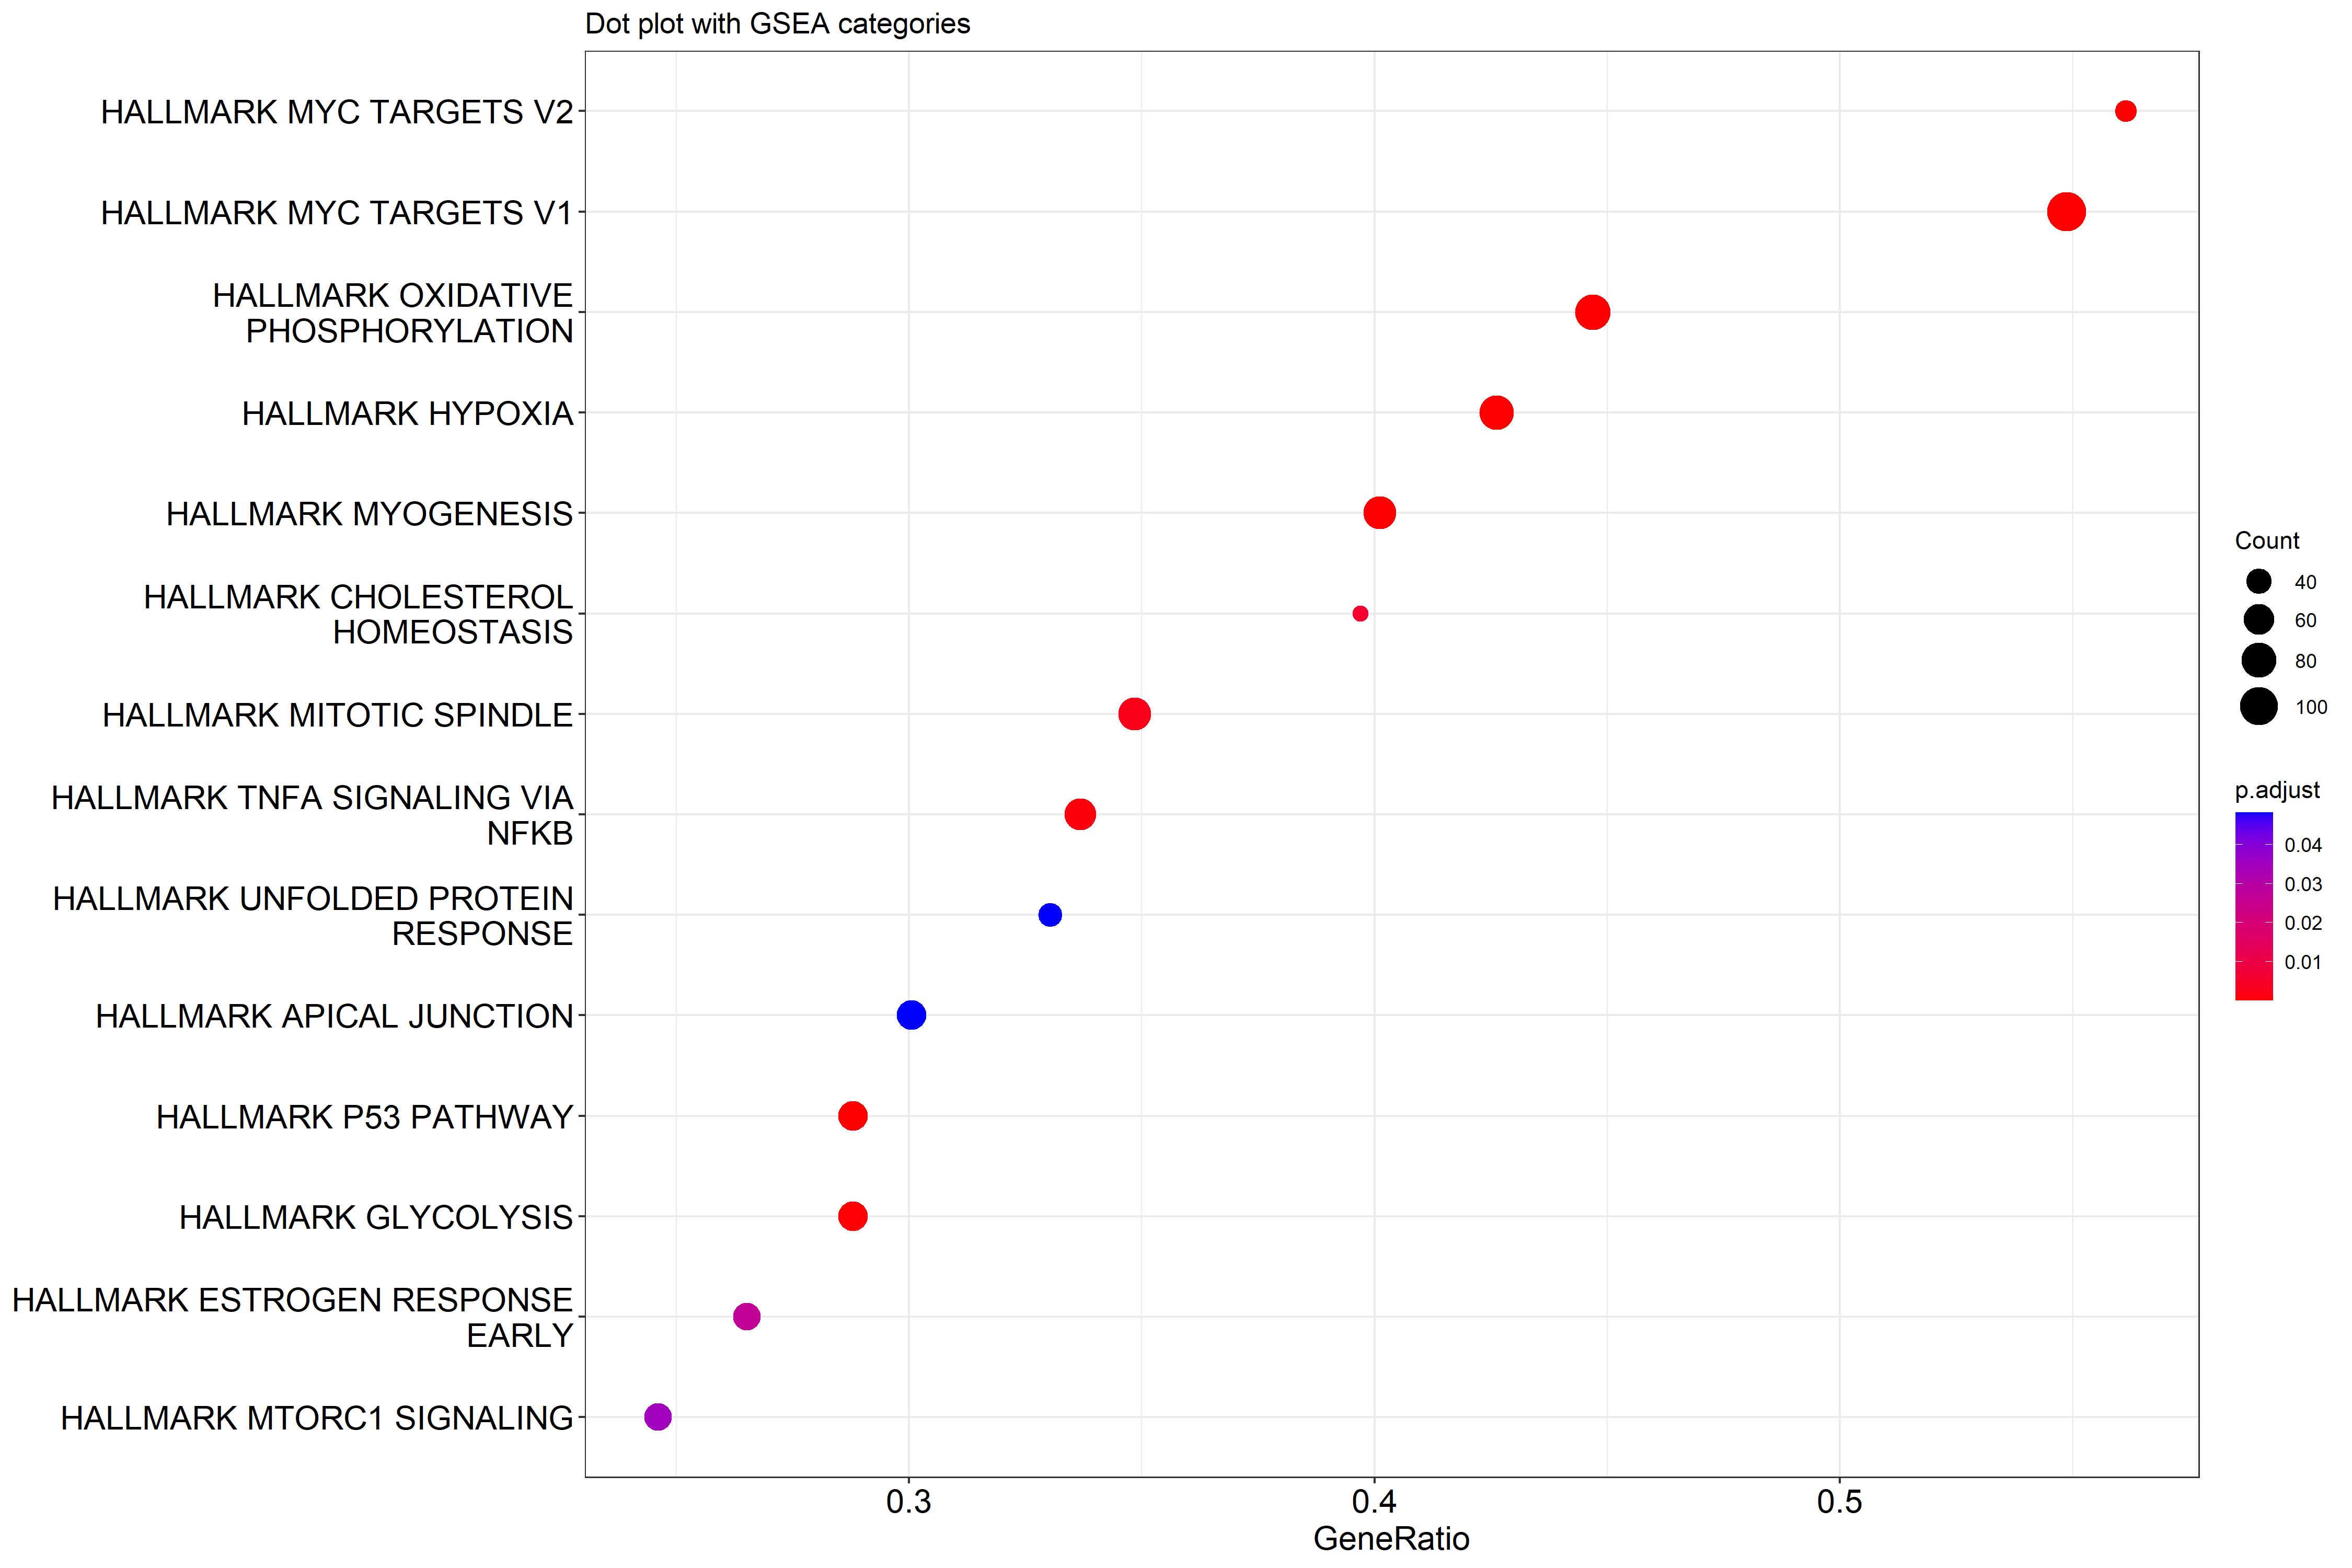 Dot plot with GSEA categories
HALLMARK MYC TARGETS V2
HALLMARK MYC TARGETS V1
HALLMARK OXIDATIVE
PHOSPHORYLATION
HALLMARK HYPOXIA
HALLMARK MYOGENESIS
HALLMARK CHOLESTEROL
HOMEOSTASIS
HALLMARK MITOTIC SPINDLE
HALLMARK TNFA SIGNALING VIA
NFKB
HALLMARK UNFOLDED PROTEIN
RESPONSE
HALLMARK APICAL JUNCTION
HALLMARK P53 PATHWAY
HALLMARK GLYCOLYSIS
HALLMARK ESTROGEN RESPONSE
EARLY
HALLMARK MTORC1 SIGNALING
0.3 0.4 0.5
GeneRatio
Count
40
60
80
100
p.adjust
0.04
0.03
0.02
0.01